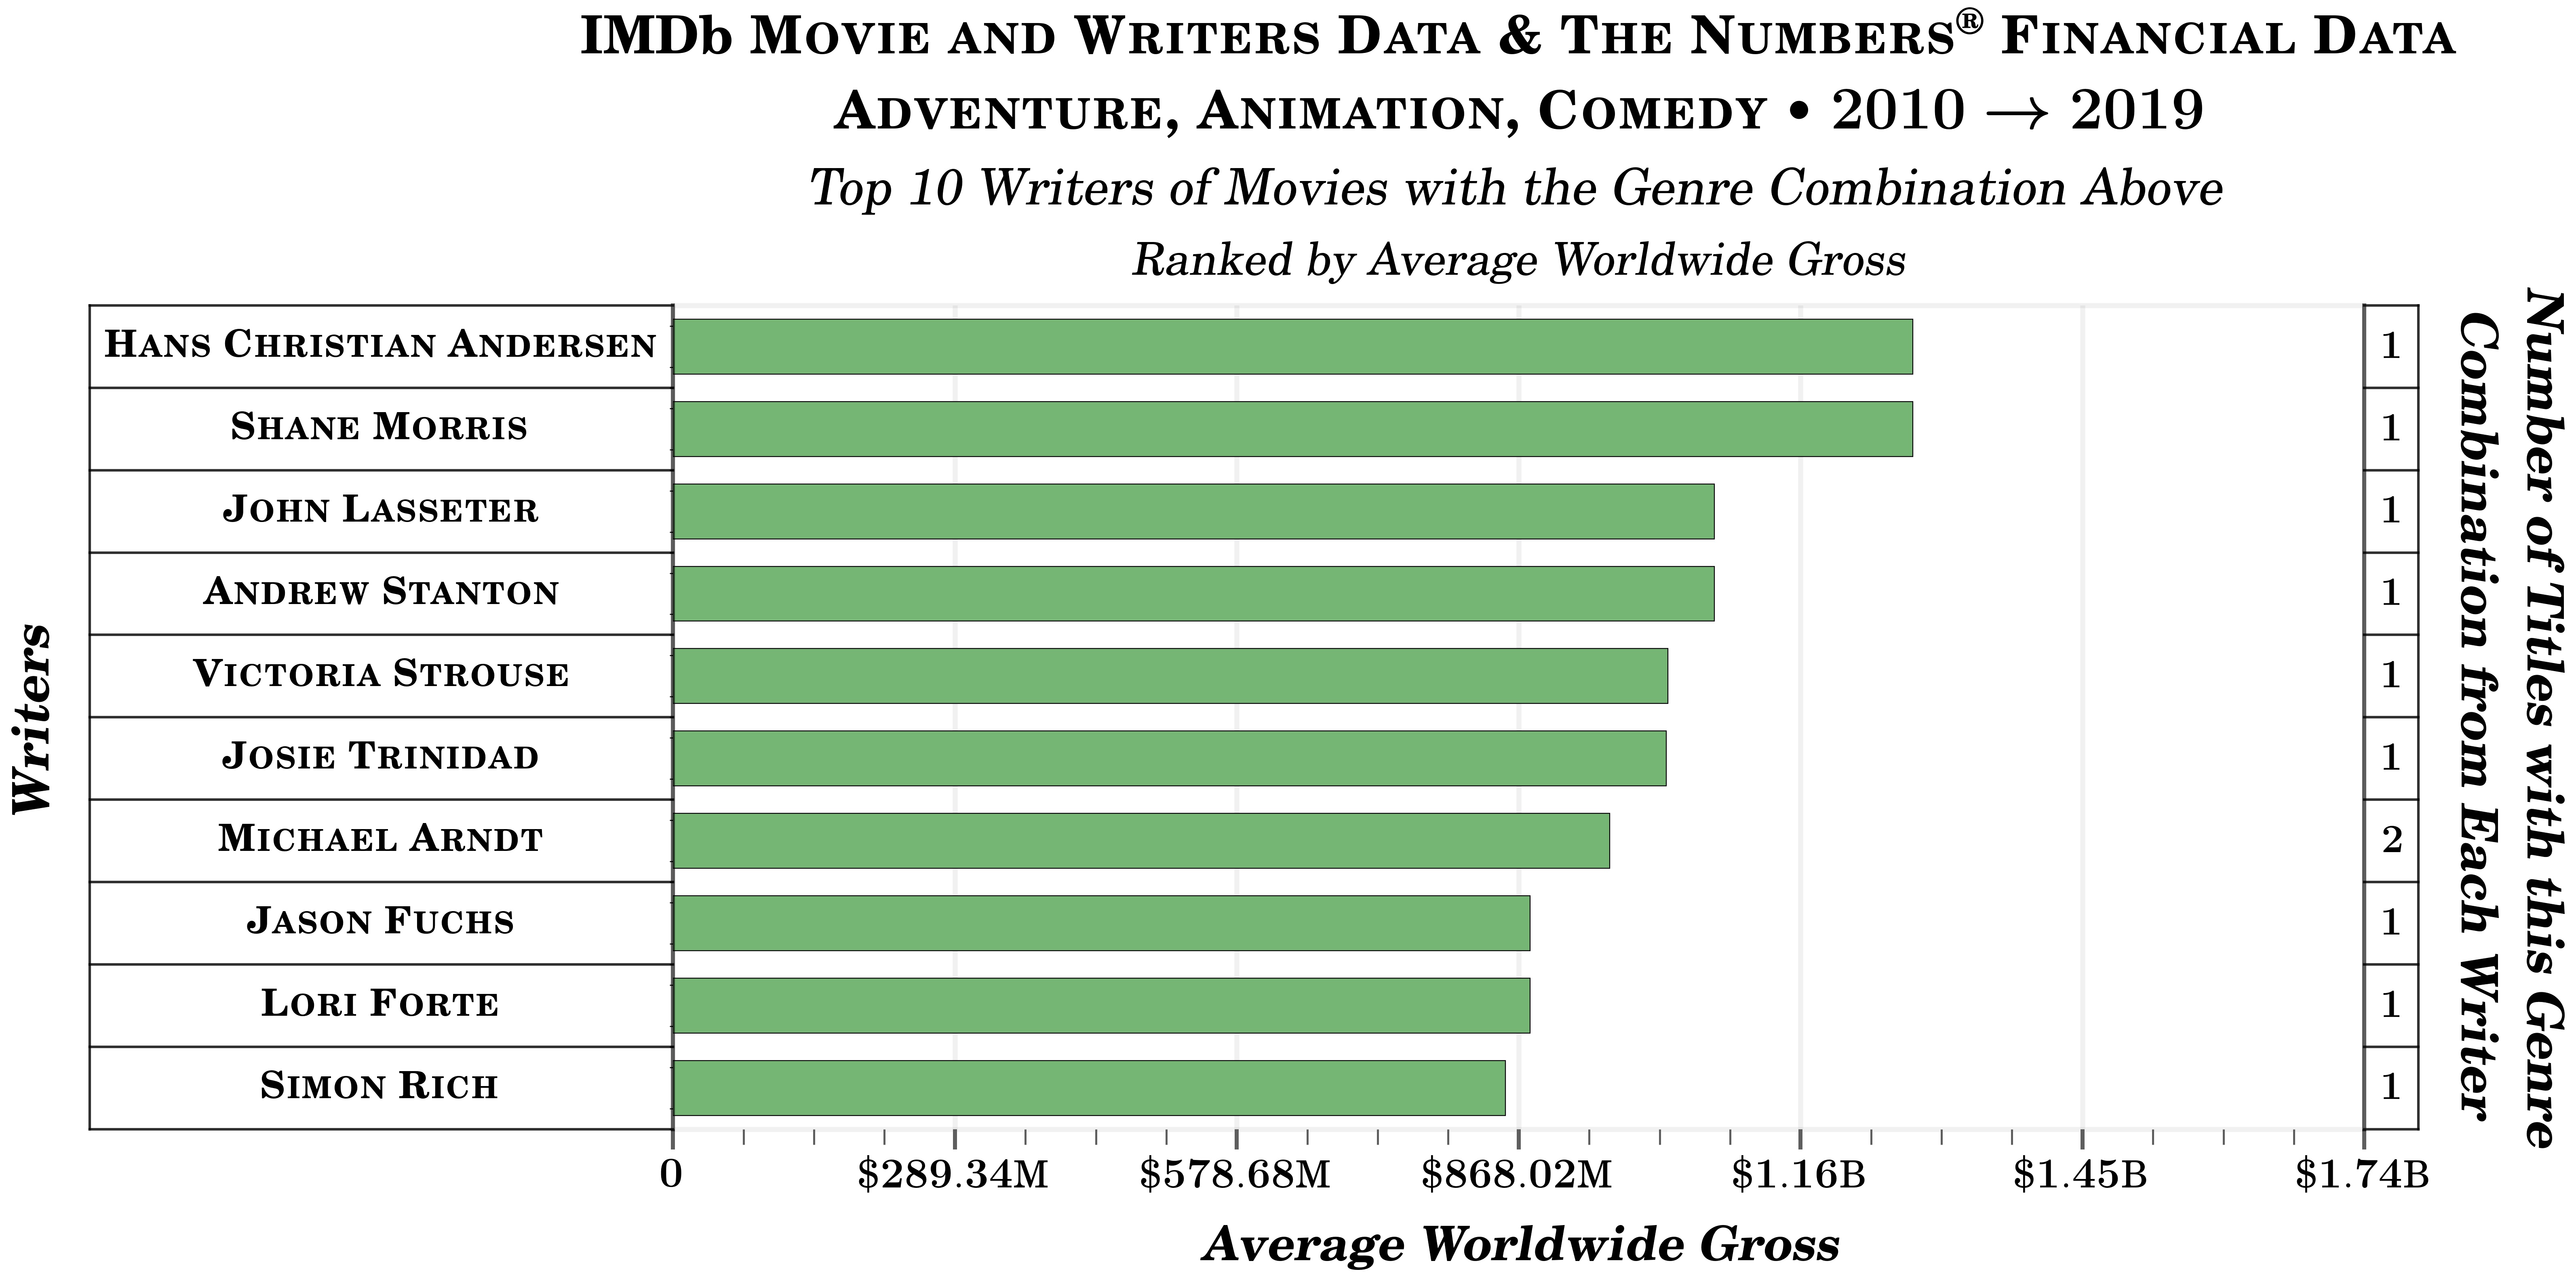 IMDb Movie and Writers Data & The Numbers® Financial Data
Adventure, Animation, Comedy • 2010 → 2019
Top 10 Writers of Movies with the Genre Combination Above
Ranked by Average Worldwide Gross
Writers
Hans Christian Andersen
1
Shane Morris
1
John Lasseter
1
Andrew Stanton
1
Victoria Strouse
1
Josie Trinidad
1
Michael Arndt
2
Jason Fuchs
1
Lori Forte
1
Simon Rich
1
Number of Titles with this Genre
Combination from Each Writer
0 $289.34M $578.68M $868.02M $1.16B $1.45B $1.74B
Average Worldwide Gross